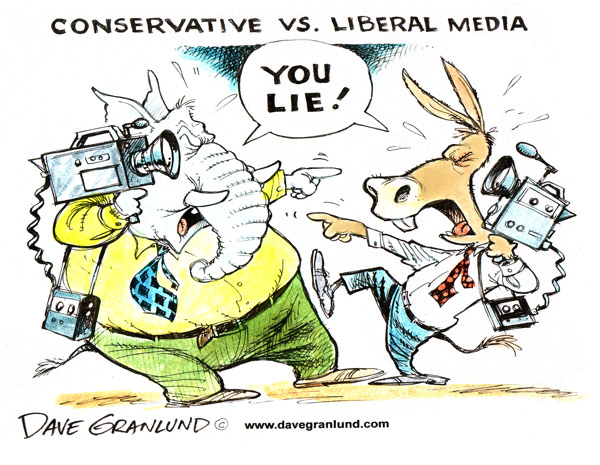 CONSERVATIVE VS. LIBERAL MEDIA
YOU
LIE!
DAVE GRANLUND © www.davegranlund.com